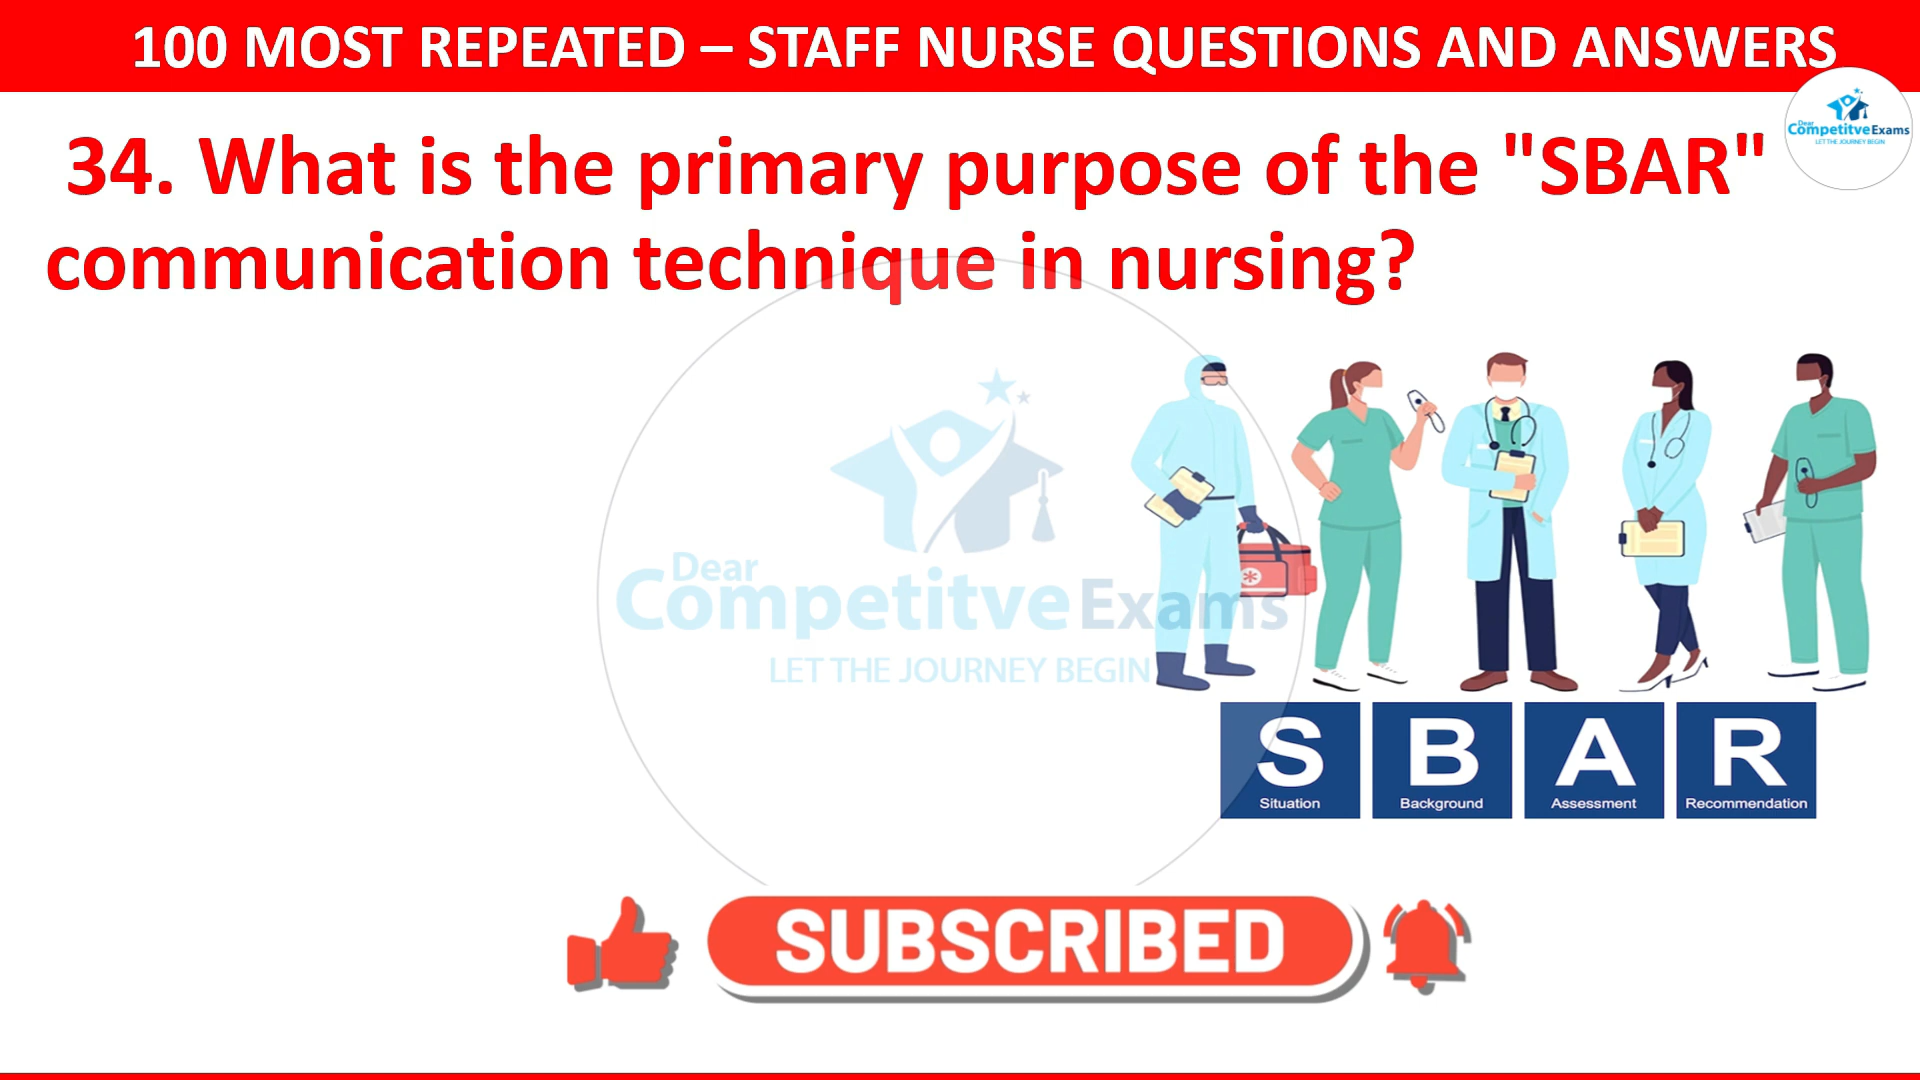 100 MOST REPEATED – STAFF NURSE QUESTIONS AND ANSWERS
Dear
CompetitveExams
LET THE JOURNEY BEGIN
34. What is the primary purpose of the "SBAR"
communication technique in nursing?
Dear
Competitve Exams
LET THE JOURNEY BEGIN
S B A R
Situation Background Assessment Recommendation
SUBSCRIBED